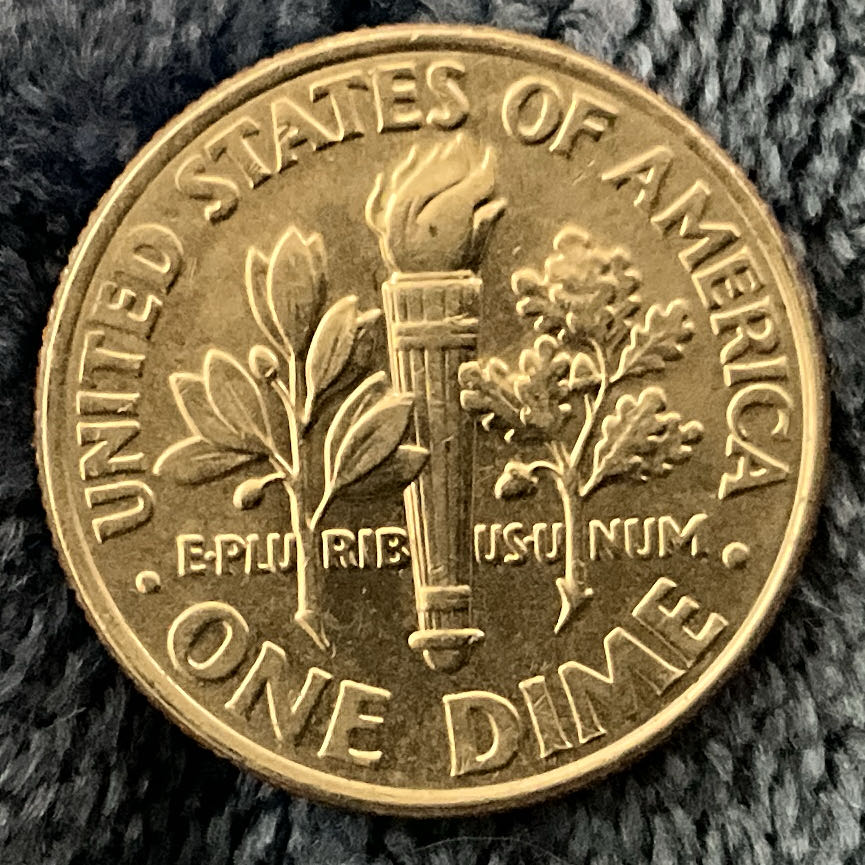 UNITED STATES OF AMERICA
E·PLURIBUS·UNUM
· ONE DIME ·